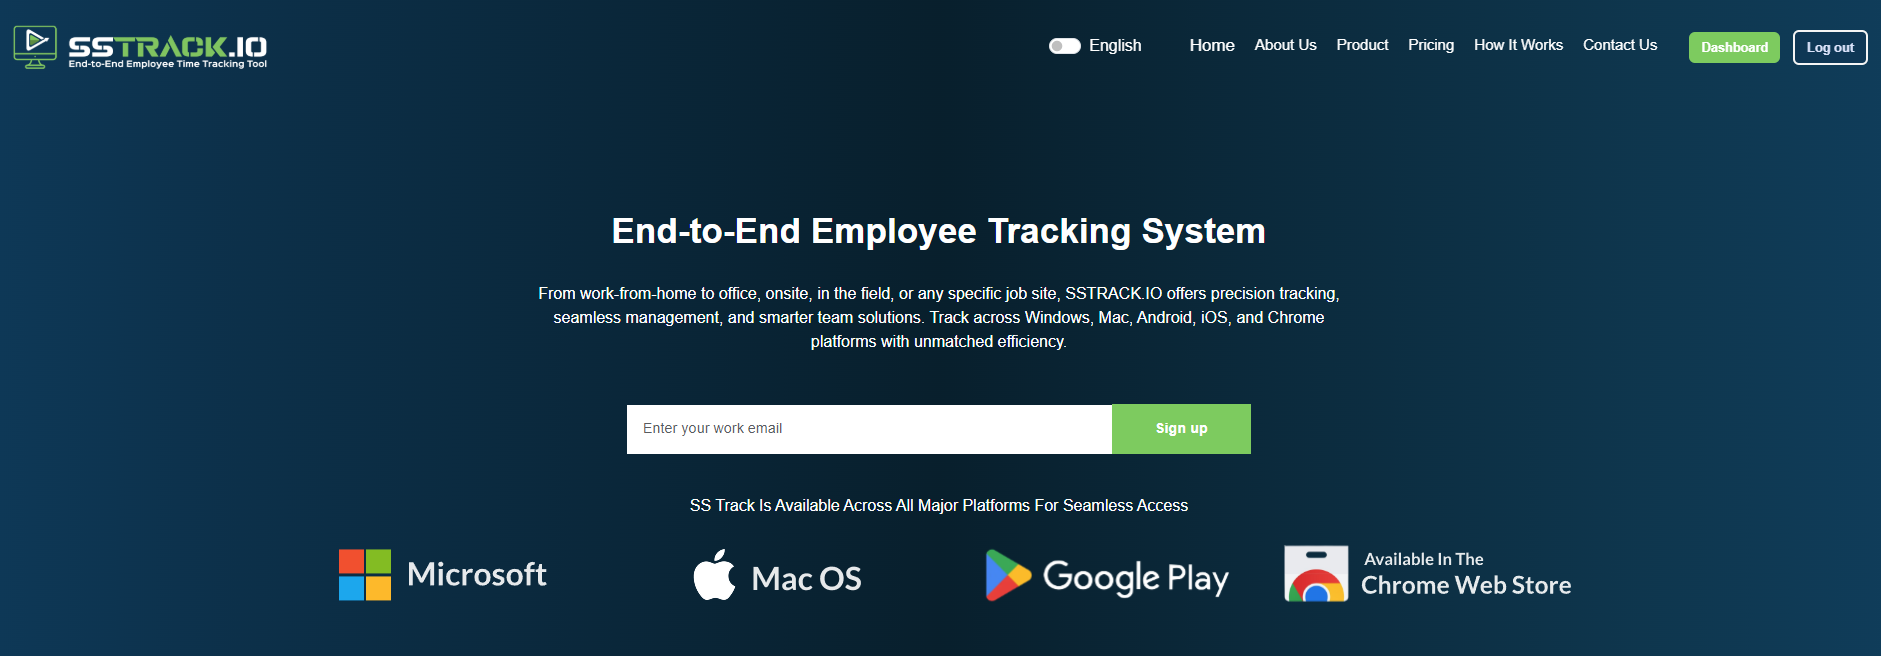 SSTRACK.IO
End-to-End Employee Time Tracking Tool
English
Home
About Us
Product
Pricing
How It Works
Contact Us
Dashboard
Log out
End-to-End Employee Tracking System
From work-from-home to office, onsite, in the field, or any specific job site, SSTRACK.IO offers precision tracking,
seamless management, and smarter team solutions. Track across Windows, Mac, Android, iOS, and Chrome
platforms with unmatched efficiency.
Enter your work email
Sign up
SS Track Is Available Across All Major Platforms For Seamless Access
Microsoft
Mac OS
Google Play
Available In The
Chrome Web Store